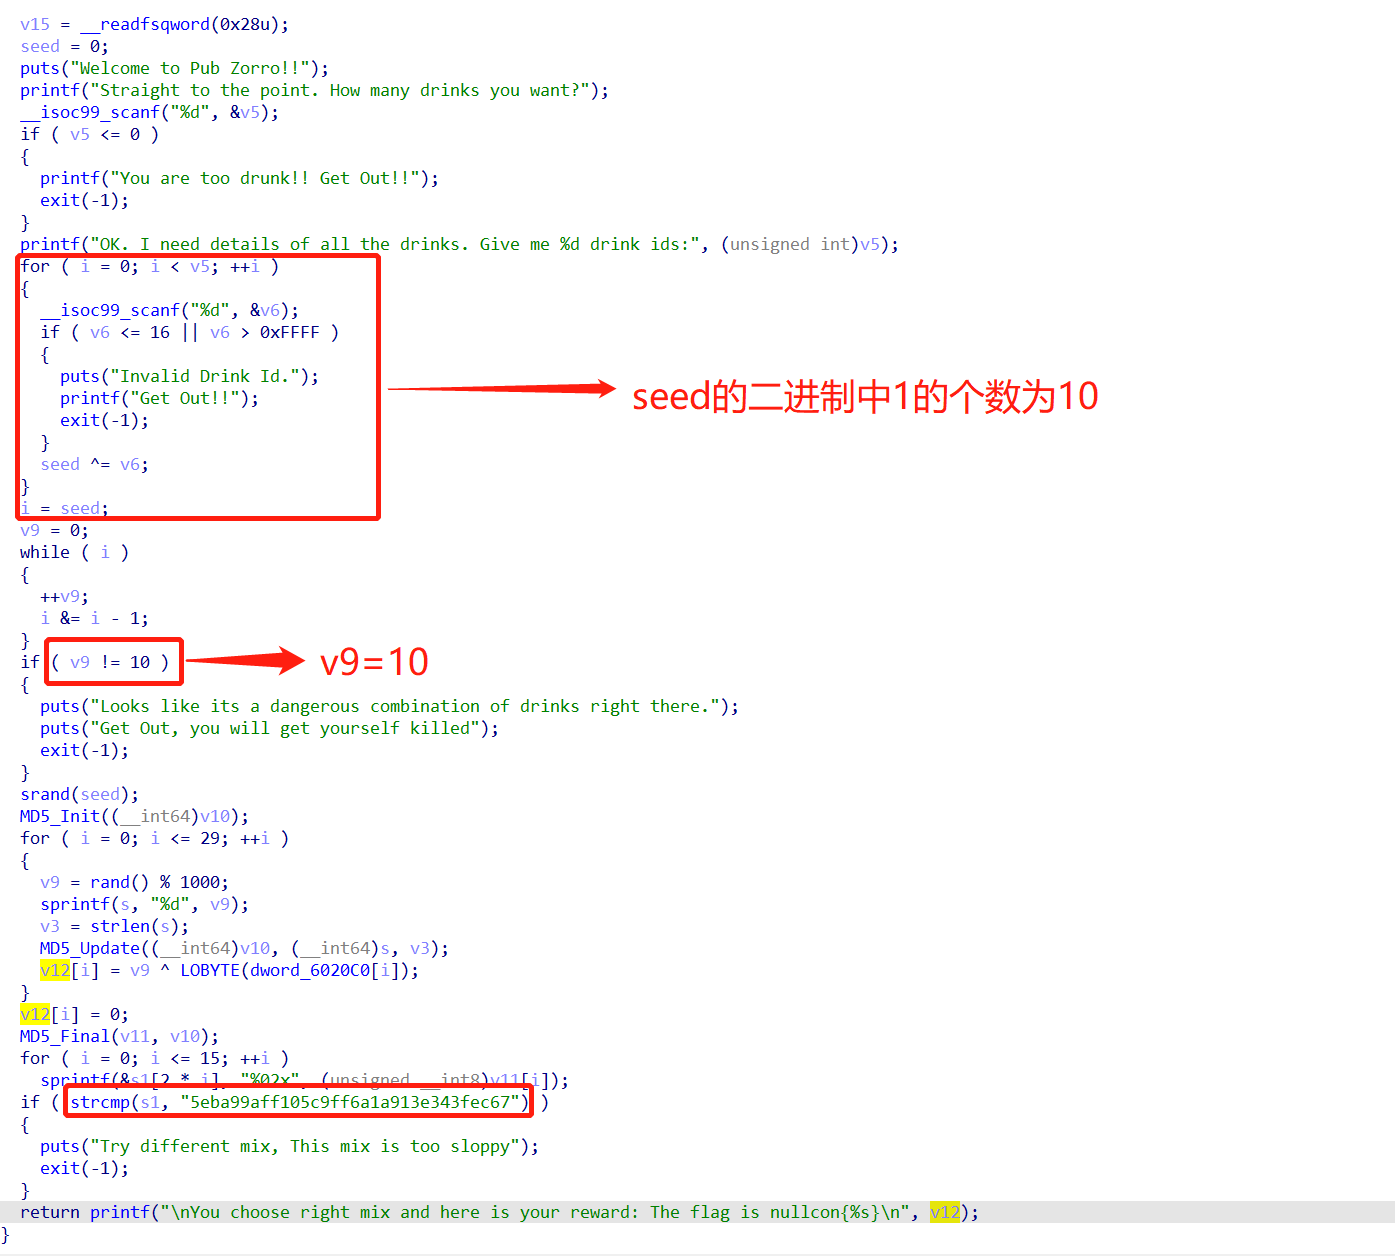 v15 = __readfsqword(0x28u);
seed = 0;
puts("Welcome to Pub Zorro!!");
printf("Straight to the point. How many drinks you want?");
__isoc99_scanf("%d", &v5);
if ( v5 <= 0 )
{
printf("You are too drunk!! Get Out!!");
exit(-1);
}
printf("OK. I need details of all the drinks. Give me %d drink ids:", (unsigned int)v5);
for ( i = 0; i < v5; ++i )
{
__isoc99_scanf("%d", &v6);
if ( v6 <= 16 || v6 > 0xFFFF )
{
puts("Invalid Drink Id.");
printf("Get Out!!");
exit(-1);
}
seed ^= v6;
}
seed的二进制中1的个数为10
i = seed;
v9 = 0;
while ( i )
{
++v9;
i &= i - 1;
}
if ( v9 != 10 )
v9=10
{
puts("Looks like its a dangerous combination of drinks right there.");
puts("Get Out, you will get yourself killed");
exit(-1);
}
srand(seed);
MD5_Init((__int64)v10);
for ( i = 0; i <= 29; ++i )
{
v9 = rand() % 1000;
sprintf(s, "%d", v9);
v3 = strlen(s);
MD5_Update((__int64)v10, (__int64)s, v3);
v12[i] = v9 ^ LOBYTE(dword_6020C0[i]);
}
v12[i] = 0;
MD5_Final(v11, v10);
for ( i = 0; i <= 15; ++i )
sprintf(&s1[2 * i], "%02x", (unsigned __int8)v11[i]);
if ( strcmp(s1, "5eba99aff105c9ff6a1a913e343fec67") )
{
puts("Try different mix, This mix is too sloppy");
exit(-1);
}
return printf("\nYou choose right mix and here is your reward: The flag is nullcon{%s}\n", v12);
}